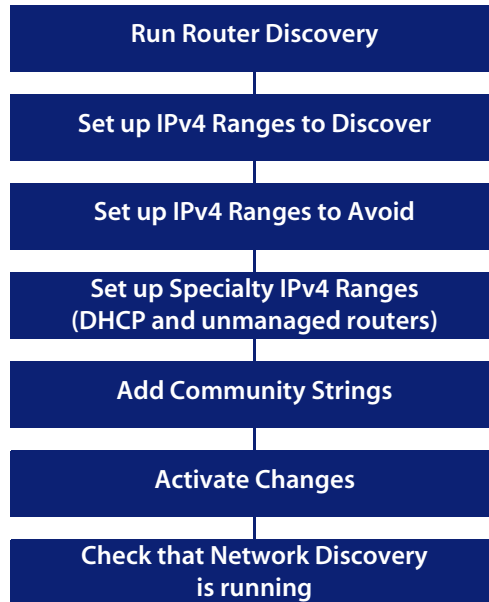 Run Router Discovery
Set up IPv4 Ranges to Discover
Set up IPv4 Ranges to Avoid
Set up Specialty IPv4 Ranges
(DHCP and unmanaged routers)
Add Community Strings
Activate Changes
Check that Network Discovery
is running